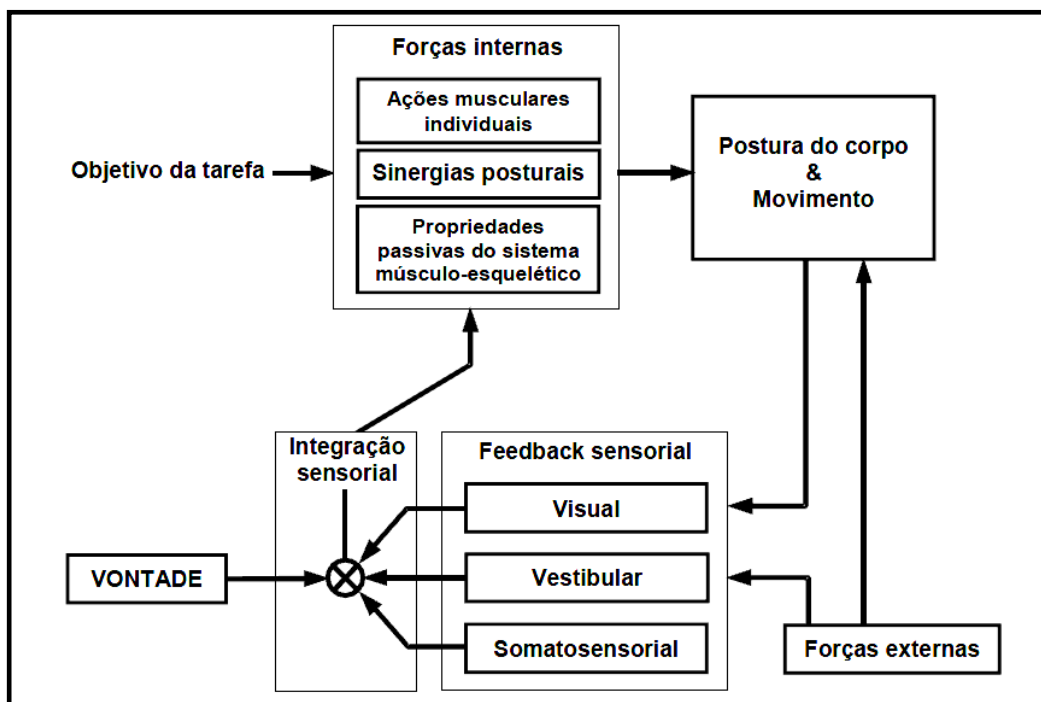 Forças internas
Ações musculares
individuais
Objetivo da tarefa
Sinergias posturais
Propriedades
passivas do sistema
músculo-esquelético
Postura do corpo
&
Movimento
Integração
sensorial
Feedback sensorial
Visual
VONTADE
Vestibular
Somatosensorial
Forças externas